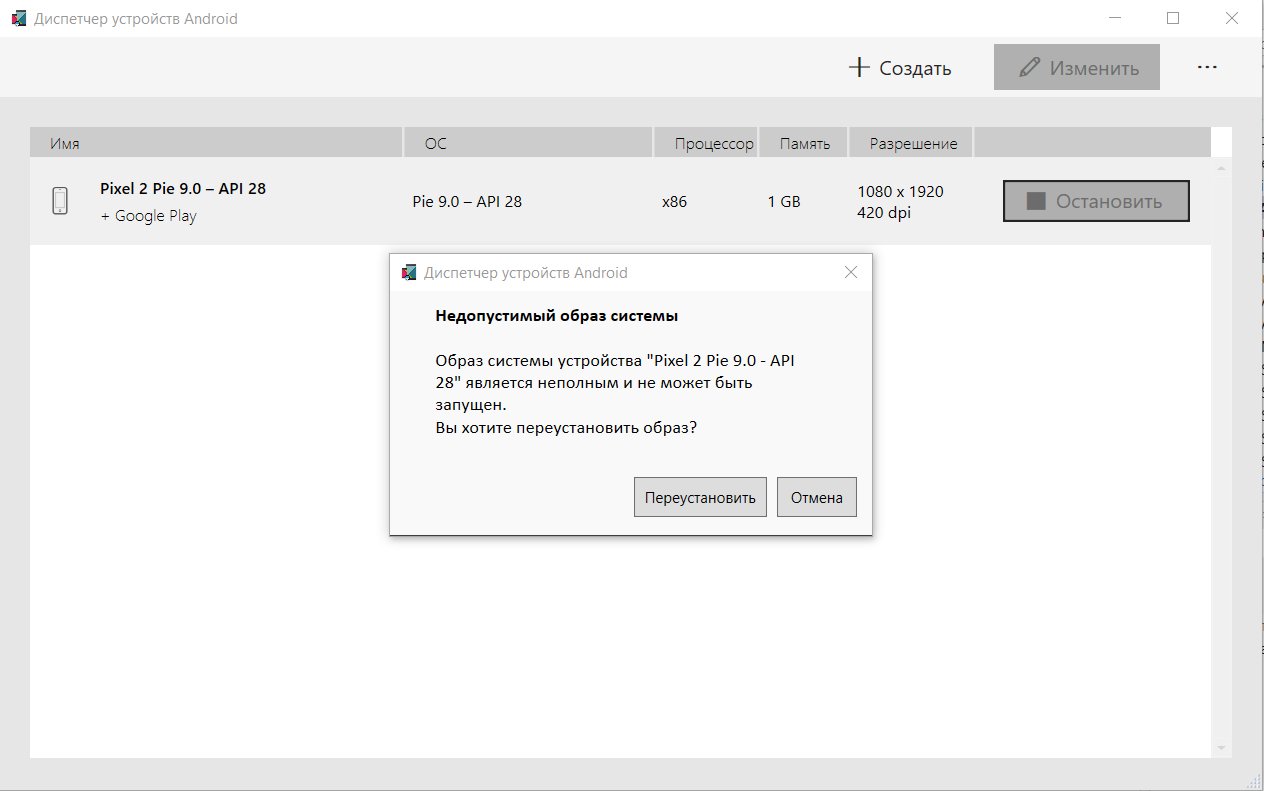 Диспетчер устройств Android
Создать
Изменить
...
Имя
ОС
Процессор
Память
Разрешение
Pixel 2 Pie 9.0 – API 28
+ Google Play
Pie 9.0 – API 28
x86
1 GB
1080 x 1920
420 dpi
Остановить
Диспетчер устройств Android
Недопустимый образ системы
Образ системы устройства "Pixel 2 Pie 9.0 - API
28" является неполным и не может быть
запущен.
Вы хотите переустановить образ?
Переустановить
Отмена